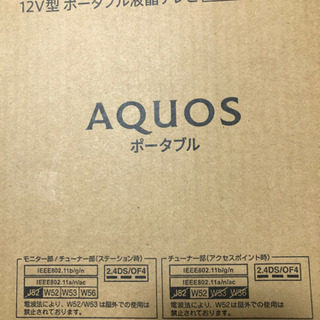 12V型 ポータブル液晶テレビ
AQUOS
ポータブル
モニター部 / チューナー部(ステーション時)
IEEE802.11b/g/n 2.4DS/OF4
IEEE802.11a/n/ac
J52 W52 W53 W56
電波法により、W52/W53は屋外での使用は
禁止されています。
チューナー部(アクセスポイント時)
IEEE802.11b/g/n 2.4DS/OF4
IEEE802.11a/n/ac
J52 W52 W53 W56
電波法により、W52は屋外での使用は
禁止されています。